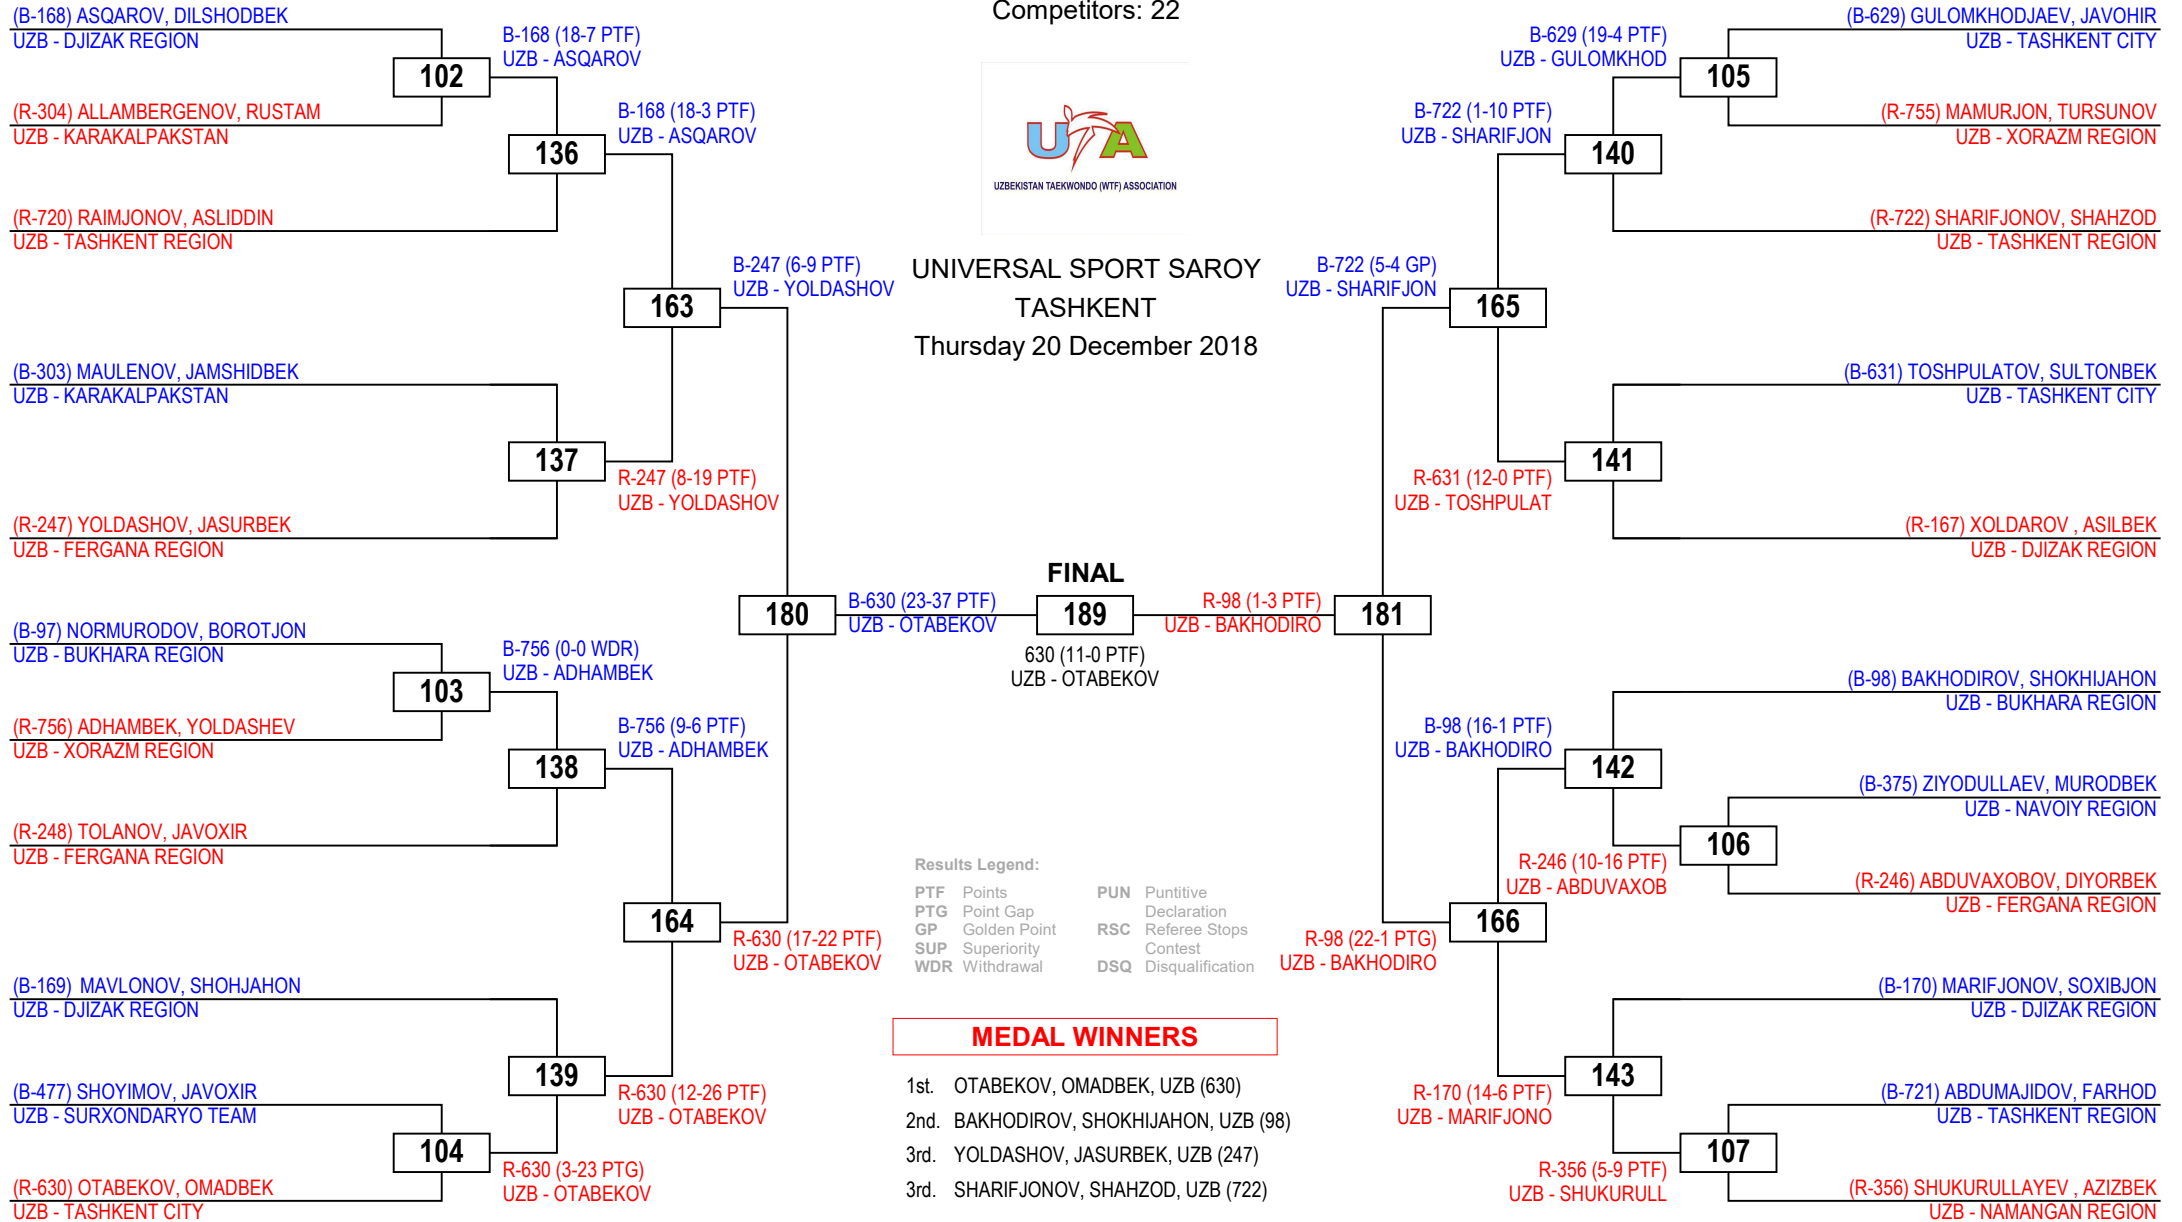 Competitors: 22
UTA
UZBEKISTAN TAEKWONDO (WTF) ASSOCIATION
UNIVERSAL SPORT SAROY
TASHKENT
Thursday 20 December 2018
(B-168) ASQAROV, DILSHODBEK
UZB - DJIZAK REGION
102
B-168 (18-7 PTF)
UZB - ASQAROV
(R-304) ALLAMBERGENOV, RUSTAM
UZB - KARAKALPAKSTAN
136
B-168 (18-3 PTF)
UZB - ASQAROV
(R-720) RAIMJONOV, ASLIDDIN
UZB - TASHKENT REGION
163
B-247 (6-9 PTF)
UZB - YOLDASHOV
(B-303) MAULENOV, JAMSHIDBEK
UZB - KARAKALPAKSTAN
137
R-247 (8-19 PTF)
UZB - YOLDASHOV
(R-247) YOLDASHOV, JASURBEK
UZB - FERGANA REGION
180
B-630 (23-37 PTF)
UZB - OTABEKOV
(B-97) NORMURODOV, BOROTJON
UZB - BUKHARA REGION
103
B-756 (0-0 WDR)
UZB - ADHAMBEK
(R-756) ADHAMBEK, YOLDASHEV
UZB - XORAZM REGION
138
B-756 (9-6 PTF)
UZB - ADHAMBEK
(R-248) TOLANOV, JAVOXIR
UZB - FERGANA REGION
164
R-630 (17-22 PTF)
UZB - OTABEKOV
(B-169) MAVLONOV, SHOHJAHON
UZB - DJIZAK REGION
139
R-630 (12-26 PTF)
UZB - OTABEKOV
(B-477) SHOYIMOV, JAVOXIR
UZB - SURXONDARYO TEAM
104
R-630 (3-23 PTG)
UZB - OTABEKOV
(R-630) OTABEKOV, OMADBEK
UZB - TASHKENT CITY
FINAL
189
630 (11-0 PTF)
UZB - OTABEKOV
(B-629) GULOMKHODJAEV, JAVOHIR
UZB - TASHKENT CITY
B-629 (19-4 PTF)
UZB - GULOMKHOD
105
(R-755) MAMURJON, TURSUNOV
UZB - XORAZM REGION
B-722 (1-10 PTF)
UZB - SHARIFJON
140
(R-722) SHARIFJONOV, SHAHZOD
UZB - TASHKENT REGION
B-722 (5-4 GP)
UZB - SHARIFJON
165
(B-631) TOSHPULATOV, SULTONBEK
UZB - TASHKENT CITY
141
R-631 (12-0 PTF)
UZB - TOSHPULAT
(R-167) XOLDAROV , ASILBEK
UZB - DJIZAK REGION
R-98 (1-3 PTF)
UZB - BAKHODIRO
181
(B-98) BAKHODIROV, SHOKHIJAHON
UZB - BUKHARA REGION
B-98 (16-1 PTF)
UZB - BAKHODIRO
142
(B-375) ZIYODULLAEV, MURODBEK
UZB - NAVOIY REGION
106
R-246 (10-16 PTF)
UZB - ABDUVAXOB
(R-246) ABDUVAXOBOV, DIYORBEK
UZB - FERGANA REGION
166
R-98 (22-1 PTG)
UZB - BAKHODIRO
(B-170) MARIFJONOV, SOXIBJON
UZB - DJIZAK REGION
143
R-170 (14-6 PTF)
UZB - MARIFJONO
(B-721) ABDUMAJIDOV, FARHOD
UZB - TASHKENT REGION
107
R-356 (5-9 PTF)
UZB - SHUKURULL
(R-356) SHUKURULLAYEV , AZIZBEK
UZB - NAMANGAN REGION
Results Legend:
PTF Points
PTG Point Gap
GP Golden Point
SUP Superiority
WDR Withdrawal
PUN Puntitive
Declaration
RSC Referee Stops
Contest
DSQ Disqualification
MEDAL WINNERS
1st. OTABEKOV, OMADBEK, UZB (630)
2nd. BAKHODIROV, SHOKHIJAHON, UZB (98)
3rd. YOLDASHOV, JASURBEK, UZB (247)
3rd. SHARIFJONOV, SHAHZOD, UZB (722)